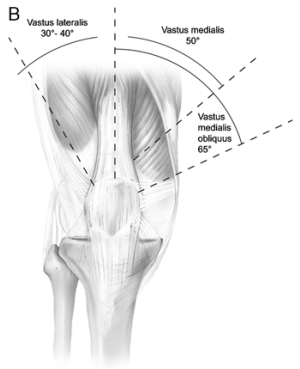 B
Vastus lateralis
30°- 40°
Vastus medialis
50°
Vastus
medialis
obliquus
65°